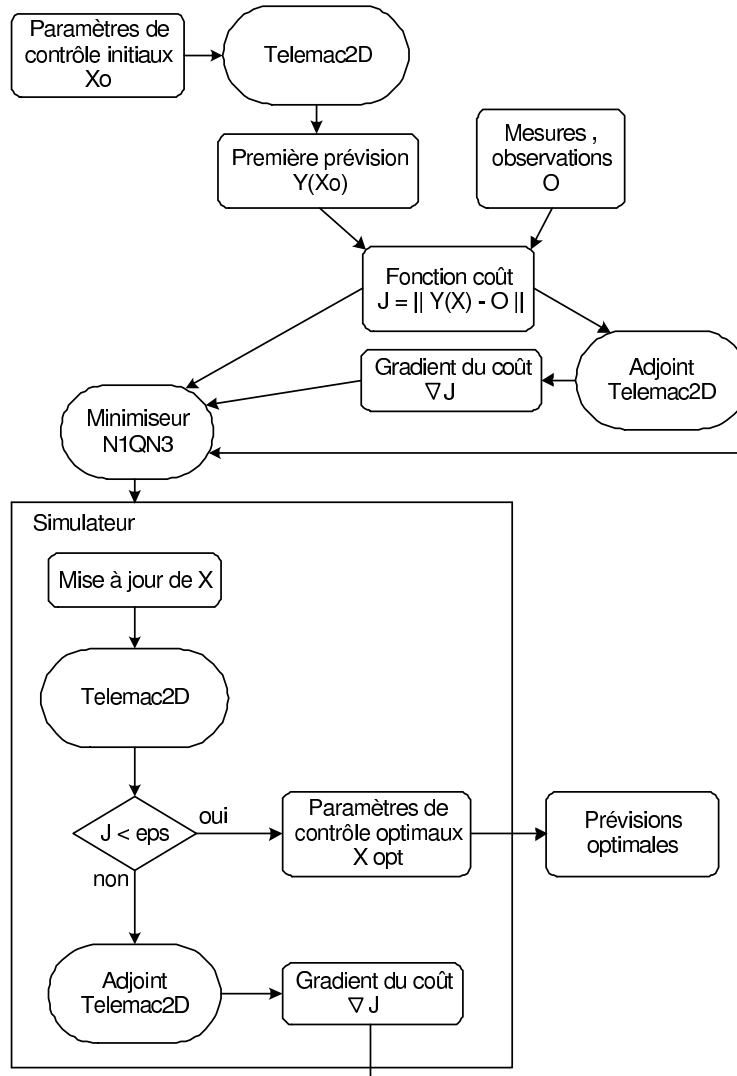 Paramètres de
contrôle initiaux
Xo
Telemac2D
Première prévision
Y(Xo)
Mesures ,
observations
O
Fonction coût
J = || Y(X) - O ||
Adjoint
Telemac2D
Gradient du coût
∇ J
Minimiseur
N1QN3
Simulateur
Mise à jour de X
Telemac2D
J < eps
oui
non
Paramètres de
contrôle optimaux
X opt
Prévisions
optimales
Adjoint
Telemac2D
Gradient du coût
∇ J